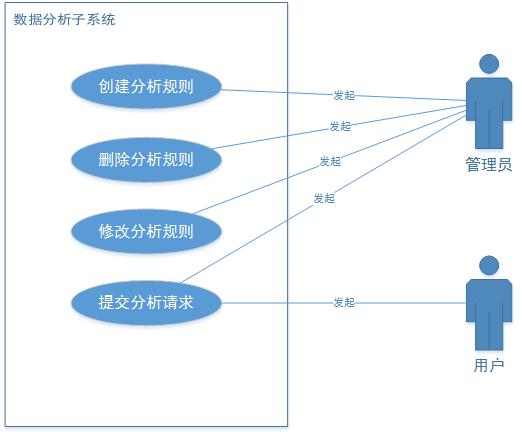 数据分析子系统
创建分析规则
发起
删除分析规则
发起
管理员
修改分析规则
发起
发起
提交分析请求
发起
用户